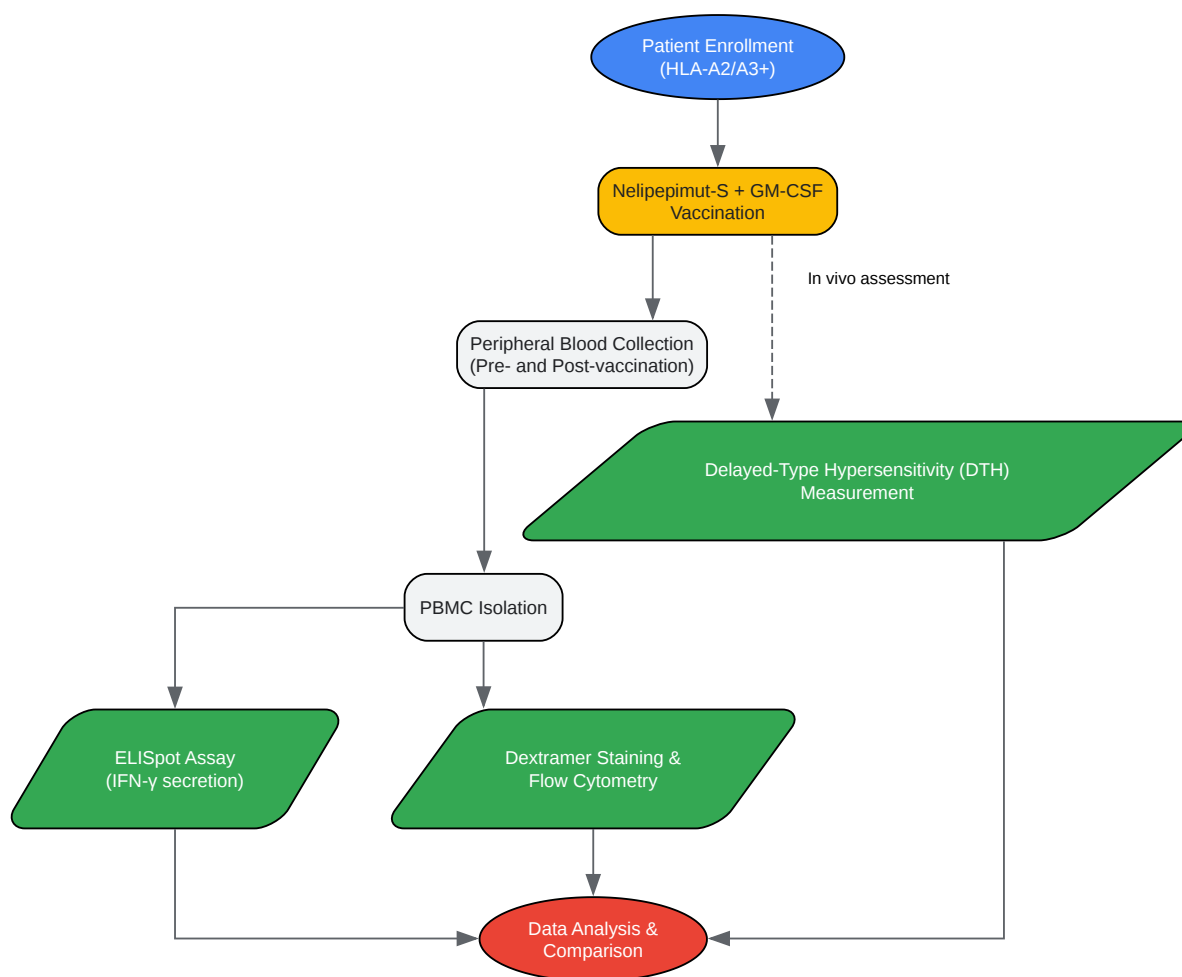 Patient Enrollment
(HLA-A2/A3+)
Nelipepimut-S + GM-CSF
Vaccination
In vivo assessment
Peripheral Blood Collection
(Pre- and Post-vaccination)
Delayed-Type Hypersensitivity (DTH)
Measurement
PBMC Isolation
ELISpot Assay
(IFN-γ secretion)
Dextramer Staining &
Flow Cytometry
Data Analysis &
Comparison